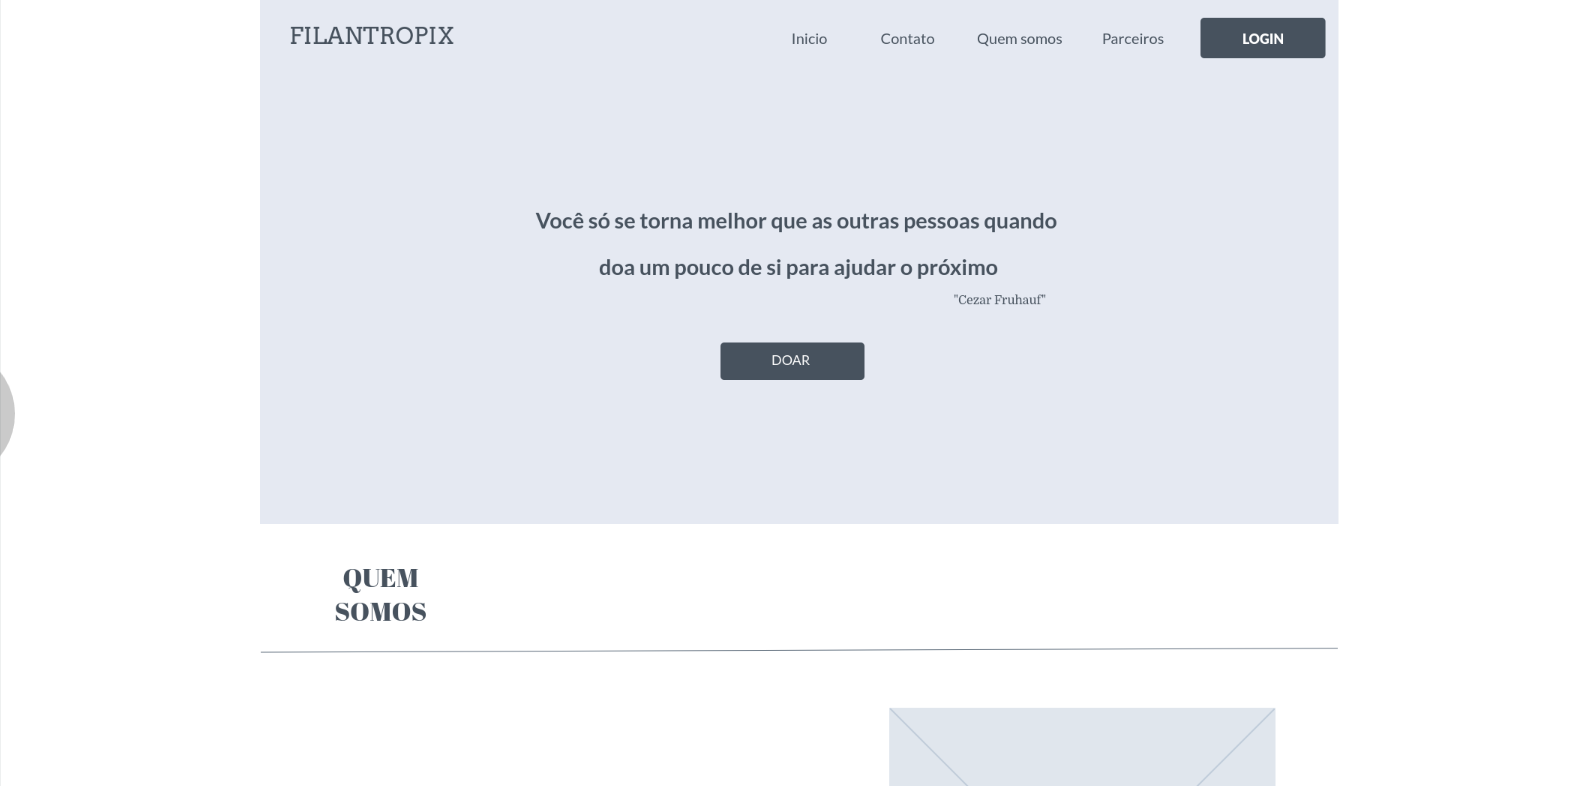 FILANTROPIX
Inicio Contato Quem somos Parceiros LOGIN
Você só se torna melhor que as outras pessoas quando
doa um pouco de si para ajudar o próximo
"Cezar Fruhauf"
DOAR
QUEM
SOMOS